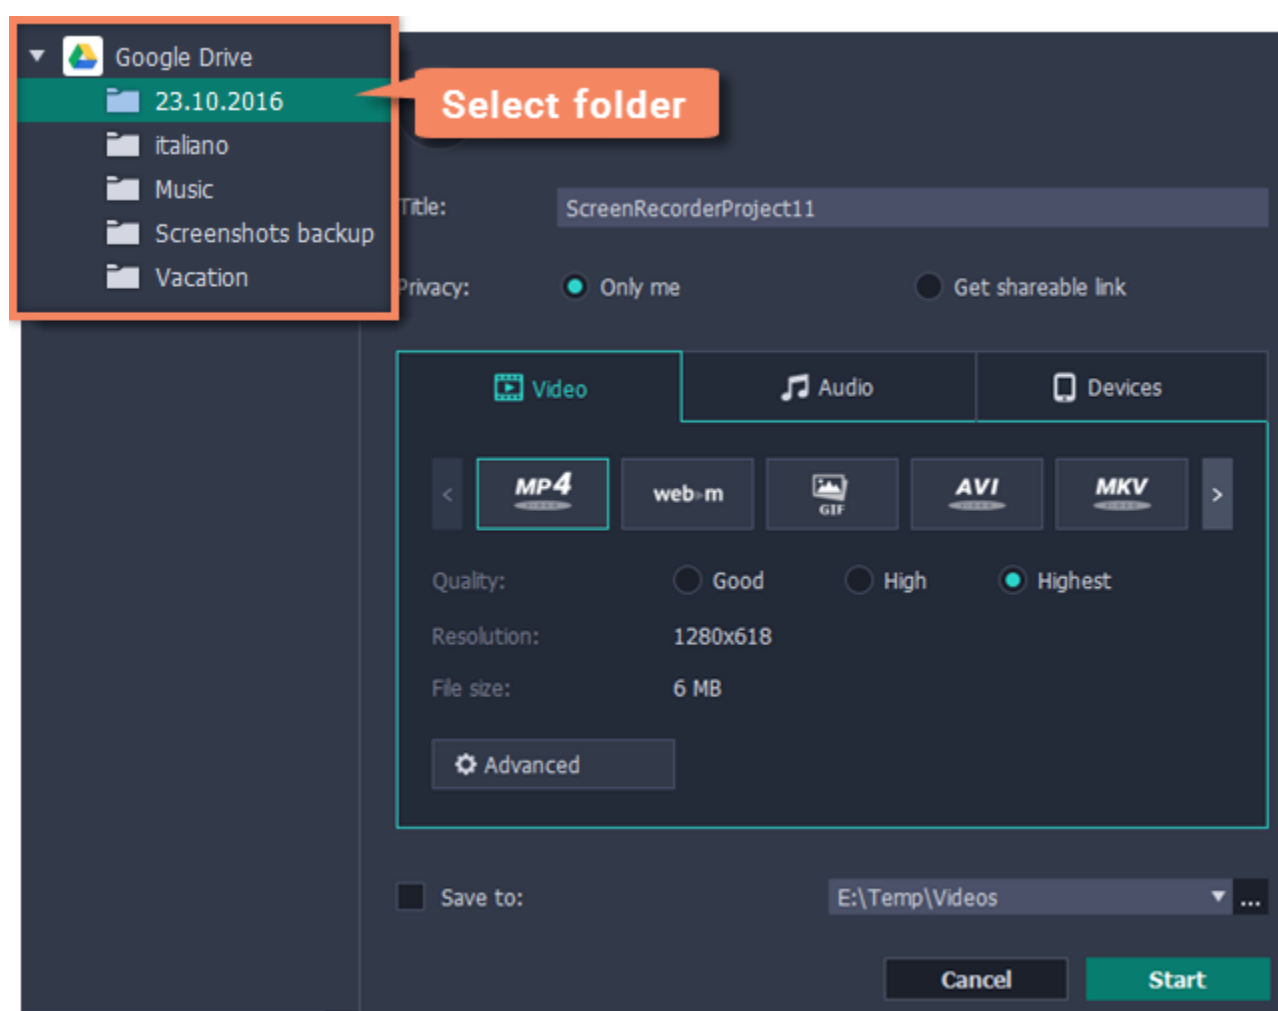 Google Drive
23.10.2016
italiano
Music
Screenshots backup
Vacation
Select folder
Title: ScreenRecorderProject11
Privacy: Only me Get shareable link
Video Audio Devices
< MP4 web m GIF AVI MKV >
Quality: Good High Highest
Resolution: 1280x618
File size: 6 MB
Advanced
Save to: E:\Temp\Videos ...
Cancel Start